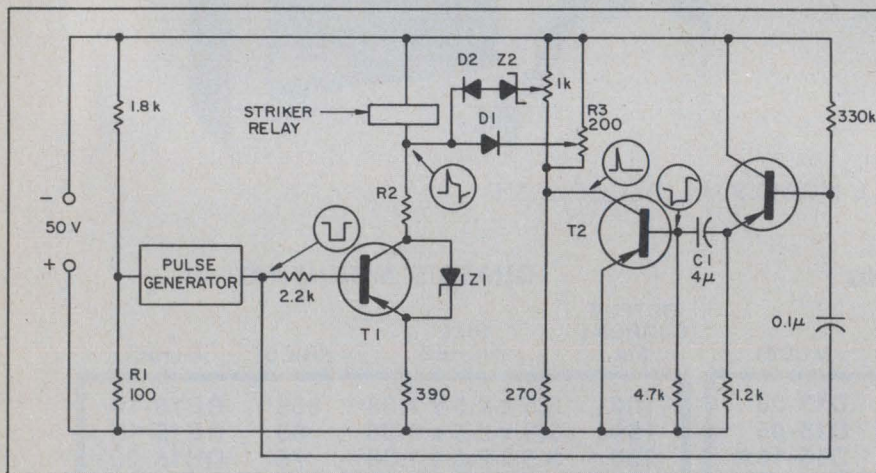 D2 Z2
1.8k
1k
STRIKER
RELAY
D1
R3
200
330k
R2
-
50 V
+
T2
PULSE
GENERATOR
2.2k
Z1
C1
4μ
T1
0.1μ
R1
100
390
270
4.7k
1.2k